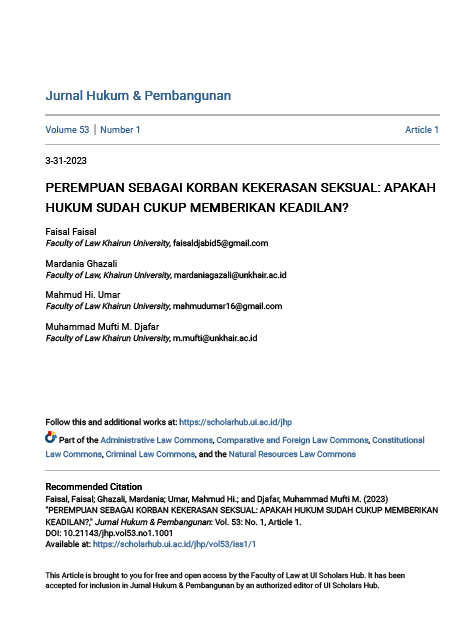 Jurnal Hukum & Pembangunan
Volume 53 | Number 1 Article 1
3-31-2023
PEREMPUAN SEBAGAI KORBAN KEKERASAN SEKSUAL: APAKAH
HUKUM SUDAH CUKUP MEMBERIKAN KEADILAN?
Faisal Faisal
Faculty of Law Khairun University, faisaldjabid5@gmail.com
Mardania Ghazali
Faculty of Law, Khairun University, mardaniagazali@unkhair.ac.id
Mahmud Hi. Umar
Faculty of Law Khairun University, mahmudumar16@gmail.com
Muhammad Mufti M. Djafar
Faculty of Law Khairun University, m.mufti@unkhair.ac.id
Follow this and additional works at: https://scholarhub.ui.ac.id/jhp
Part of the Administrative Law Commons, Comparative and Foreign Law Commons, Constitutional
Law Commons, Criminal Law Commons, and the Natural Resources Law Commons
Recommended Citation
Faisal, Faisal; Ghazali, Mardania; Umar, Mahmud Hi.; and Djafar, Muhammad Mufti M. (2023)
"PEREMPUAN SEBAGAI KORBAN KEKERASAN SEKSUAL: APAKAH HUKUM SUDAH CUKUP MEMBERIKAN
KEADILAN?," Jurnal Hukum & Pembangunan: Vol. 53: No. 1, Article 1.
DOI: 10.21143/jhp.vol53.no1.1001
Available at: https://scholarhub.ui.ac.id/jhp/vol53/iss1/1
This Article is brought to you for free and open access by the Faculty of Law at UI Scholars Hub. It has been
accepted for inclusion in Jurnal Hukum & Pembangunan by an authorized editor of UI Scholars Hub.